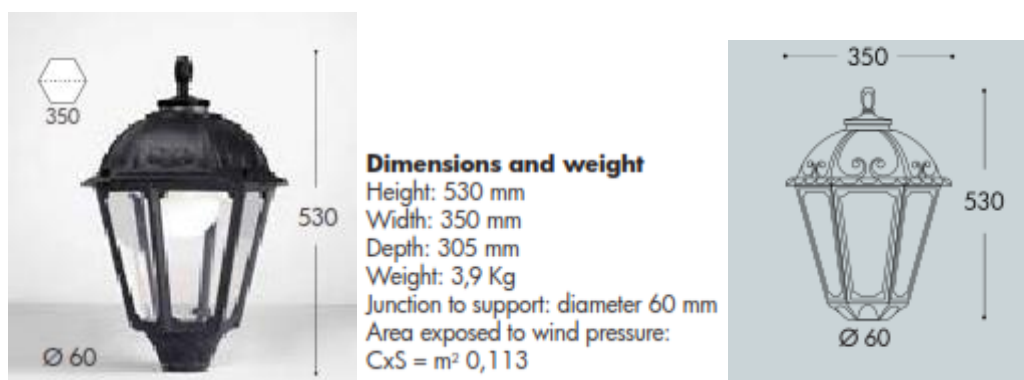 350
530
Ø 60
Dimensions and weight
Height: 530 mm
Width: 350 mm
Depth: 305 mm
Weight: 3,9 Kg
Junction to support: diameter 60 mm
Area exposed to wind pressure:
CxS = m² 0,113
350
530
Ø 60